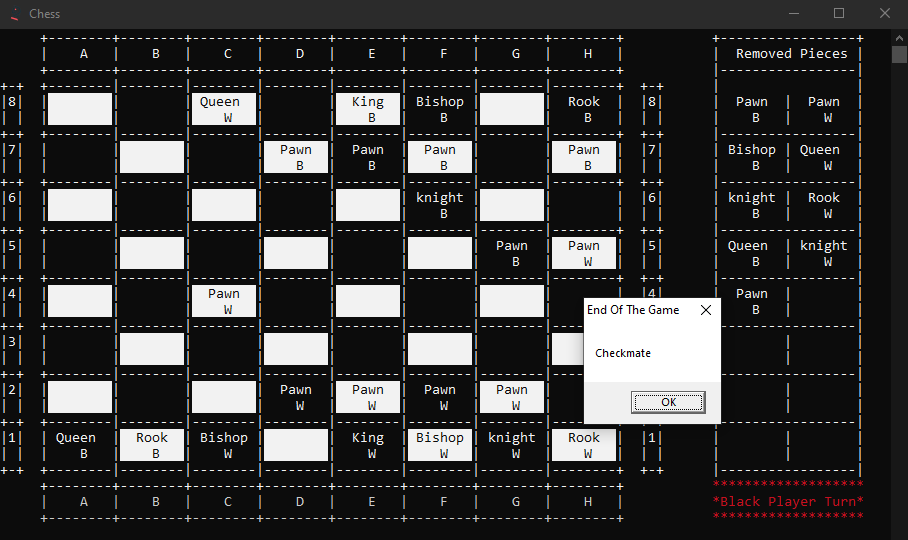 Chess
A B C D E F G H Removed Pieces
8 Queen King Bishop Rook 8 Pawn Pawn
W B B B B W
7 Pawn Pawn Pawn Pawn 7 Bishop Queen
B B B B B W
6 knight 6 knight Rook
B B W
5 Pawn Pawn 5 Queen knight
B W B W
4 Pawn 4 Pawn
W B
End Of The Game
3
Checkmate
2 Pawn Pawn Pawn Pawn
W W W W
OK
1 Queen Rook Bishop King Bishop knight Rook 1
B B W W W W W
*******************
A B C D E F G H *Black Player Turn*
*******************